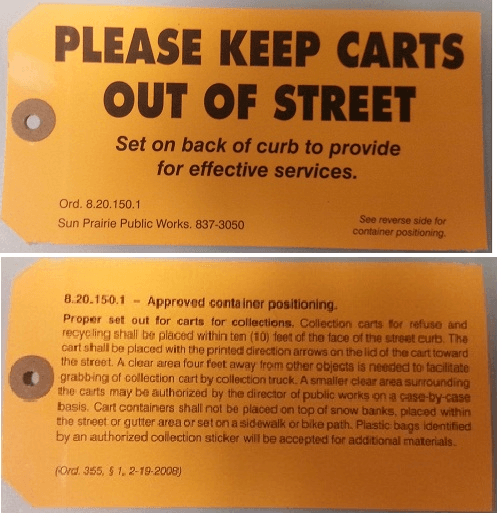 PLEASE KEEP CARTS
OUT OF STREET
Set on back of curb to provide
for effective services.
Ord. 8.20.150.1
Sun Prairie Public Works. 837-3050
See reverse side for
container positioning.
8.20.150.1 – Approved container positioning.
Proper set out for carts for collections. Collection carts for refuse and
recycling shall be placed within ten (10) feet of the face of the street curb. The
cart shall be placed with the printed direction arrows on the lid of the cart toward
the street. A clear area four feet away from other objects is needed to facilitate
grabbing of collection cart by collection truck. A smaller clear area surrounding
the carts may be authorized by the director of public works on a case-by-case
basis. Cart containers shall not be placed on top of snow banks, placed within
the street or gutter area or set on a sidewalk or bike path. Plastic bags identified
by an authorized collection sticker will be accepted for additional materials.
(Ord. 355, § 1, 2-19-2008)